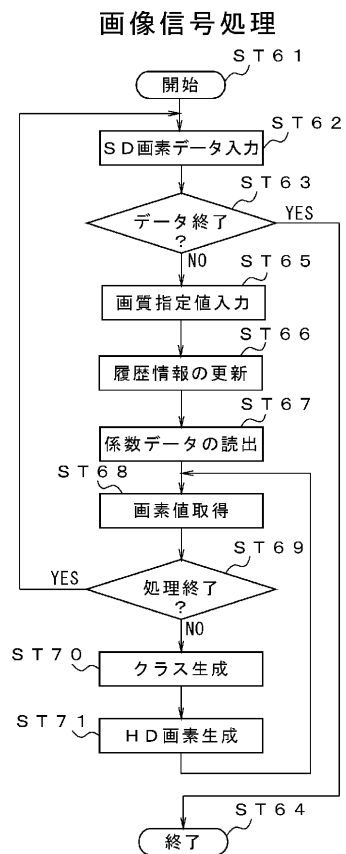 画像信号処理
ST61
開始
ST62
SD画素データ入力
ST63
データ終了
?
YES
NO
ST65
画質指定値入力
ST66
履歴情報の更新
ST67
係数データの読出
ST68
画素値取得
ST69
YES
処理終了
?
NO
ST70
クラス生成
ST71
HD画素生成
ST64
終了